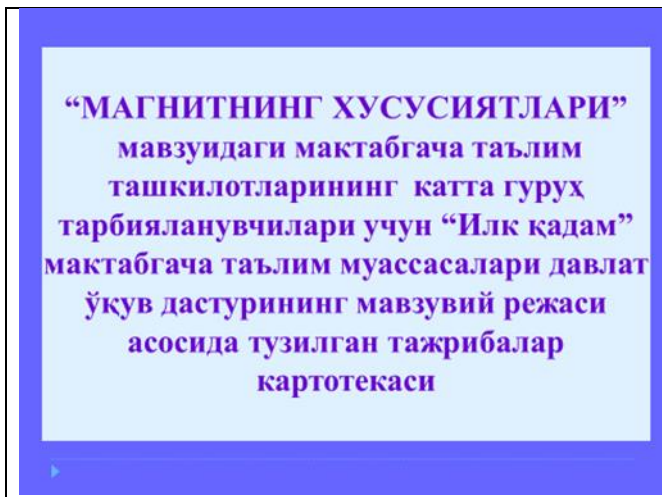 “МАГНИТНИНГ ХУСУСИЯТЛАРИ”
мавзуидаги мактабгача таълим
ташкилотларининг катта гуруҳ
тарбияланувчилари учун “Илк қадам”
мактабгача таълим муассасалари давлат
ўқув дастурининг мавзувий режаси
асосида тузилган тажрибалар
картотекаси